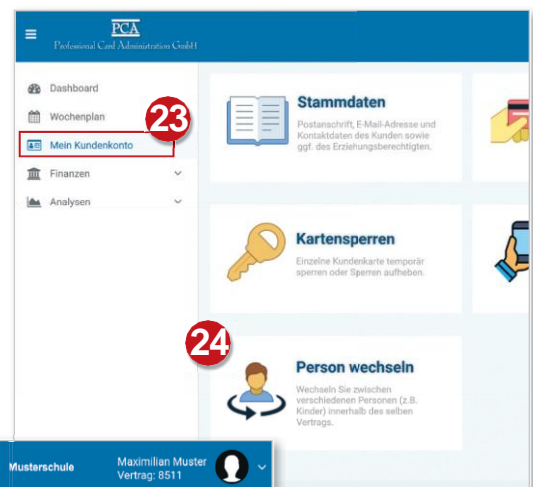 PCA
Professional Card Administration GmbH
Dashboard
Wochenplan
23
Mein Kundenkonto
Finanzen
Analysen
Stammdaten
Postanschrift, E-Mail-Adresse und
Kontaktdaten des Kunden sowie
ggf. des Erziehungsberechtigten.
Kartensperren
Einzelne Kundenkarte temporär
sperren oder Sperren aufheben.
24
Person wechseln
Wechseln Sie zwischen
verschiedenen Personen (z.B.
Kinder) innerhalb des selben
Vertrags.
Musterschule
Maximilian Muster
Vertrag: 8511